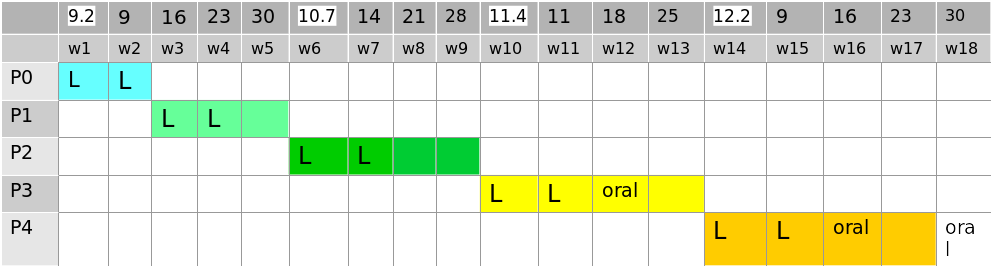 9.2 9 16 23 30 10.7 14 21 28 11.4 11 18 25 12.2 9 16 23 30
w1 w2 w3 w4 w5 w6 w7 w8 w9 w10 w11 w12 w13 w14 w15 w16 w17 w18
P0 L L
P1 L L
P2 L L
P3 L L oral
P4 L L oral ora
l